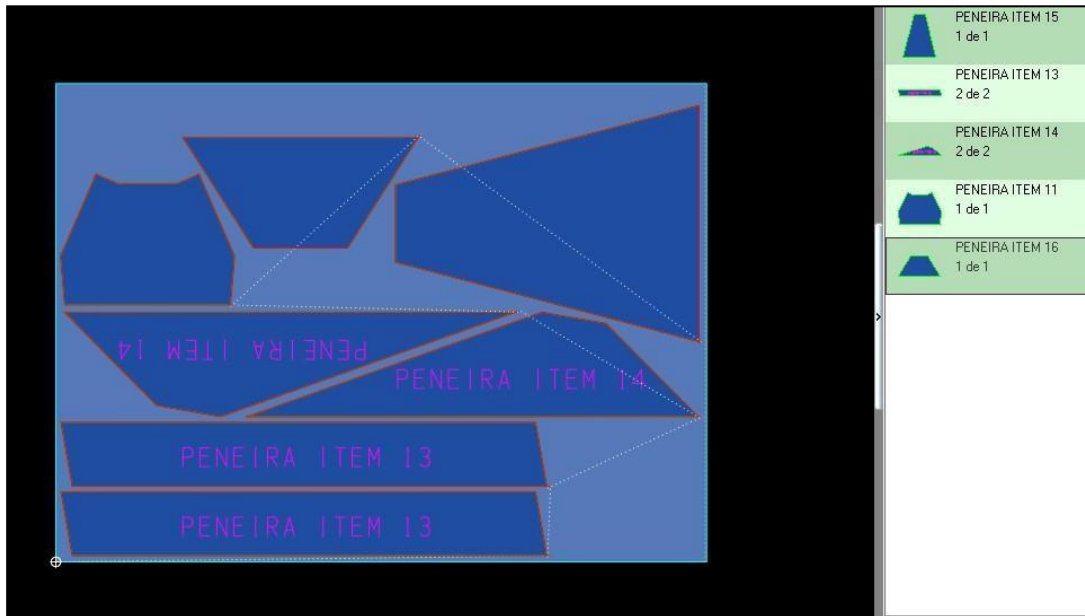 PENEIRA ITEM 14
PENEIRA ITEM 14
PENEIRA ITEM 13
PENEIRA ITEM 13
PENEIRA ITEM 15
1 de 1
PENEIRA ITEM 13
2 de 2
PENEIRA ITEM 14
2 de 2
PENEIRA ITEM 11
1 de 1
PENEIRA ITEM 16
1 de 1